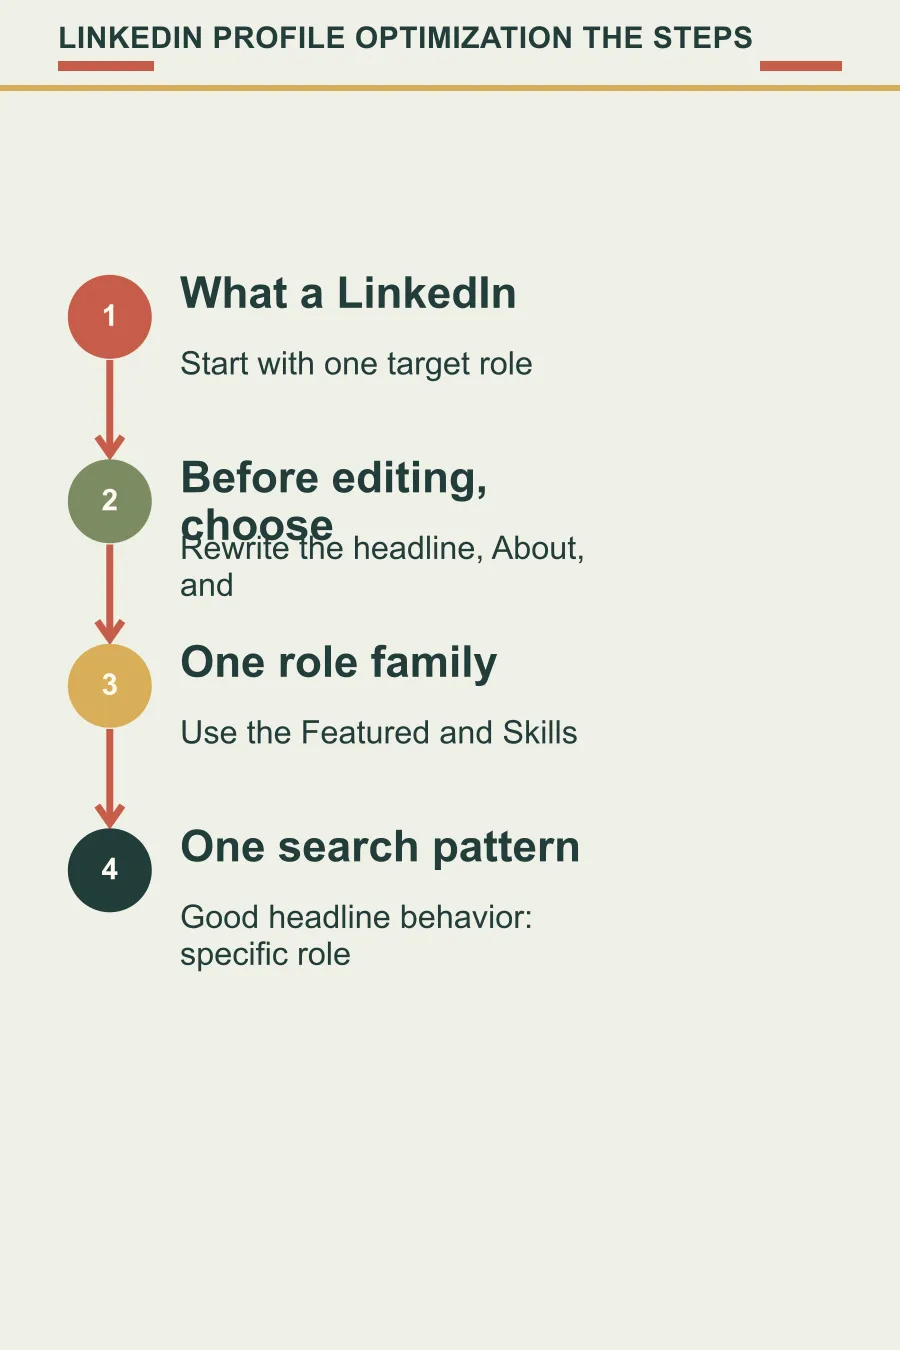 LINKEDIN PROFILE OPTIMIZATION THE STEPS
1
What a LinkedIn
Start with one target role
2
Before editing,
choose
Rewrite the headline, About,
and
3
One role family
Use the Featured and Skills
4
One search pattern
Good headline behavior:
specific role